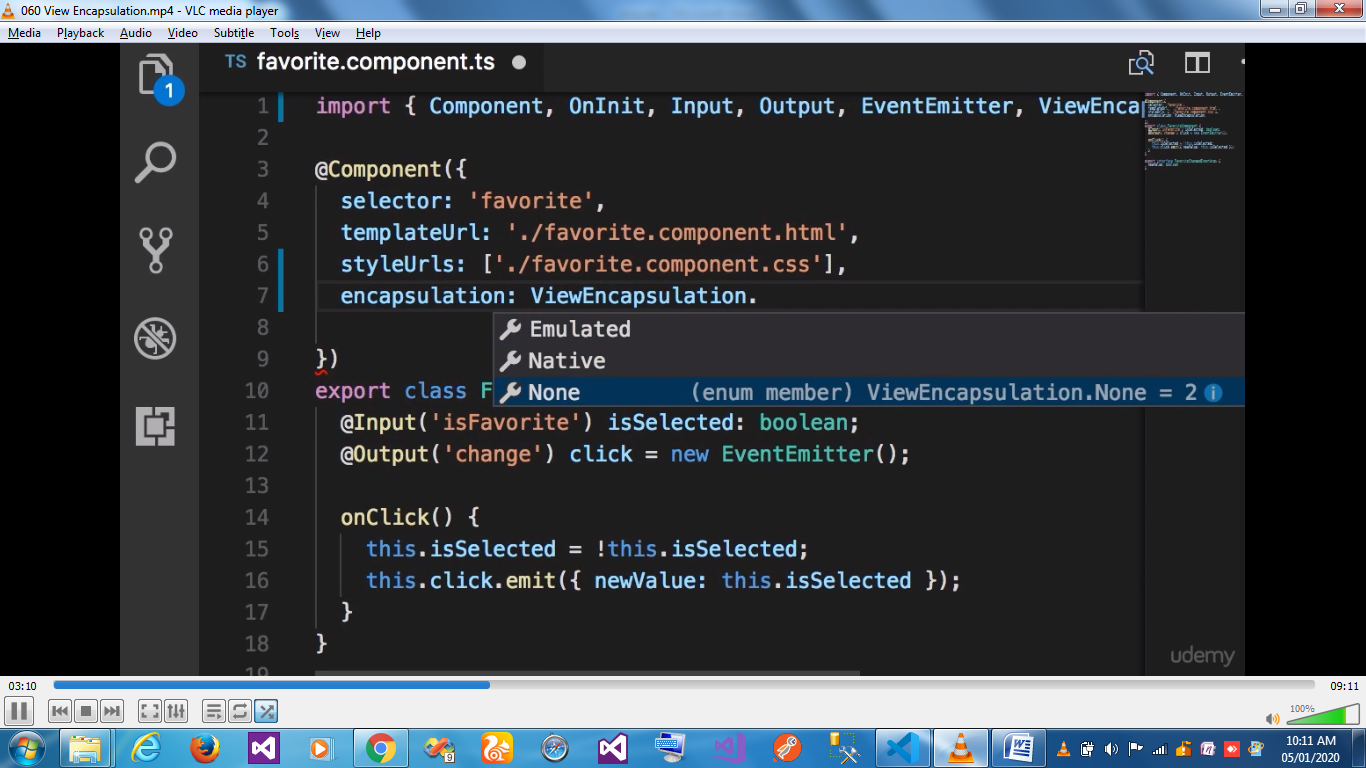 060 View Encapsulation.mp4 - VLC media player
Media Playback Audio Video Subtitle Tools View Help
1
TS favorite.component.ts
1 import { Component, OnInit, Input, Output, EventEmitter, ViewEnca
2
3 @Component({
4 selector: 'favorite',
5 templateUrl: './favorite.component.html',
6 styleUrls: ['./favorite.component.css'],
7 encapsulation: ViewEncapsulation.
Emulated
8
Native
9 })
None (enum member) ViewEncapsulation.None = 2
10 export class F
11 @Input('isFavorite') isSelected: boolean;
12 @Output('change') click = new EventEmitter();
13
14 onClick() {
15 this.isSelected = !this.isSelected;
16 this.click.emit({ newValue: this.isSelected });
17 }
18 }
19
udemy
03:10 09:11
100%
9
10:11 AM
05/01/2020